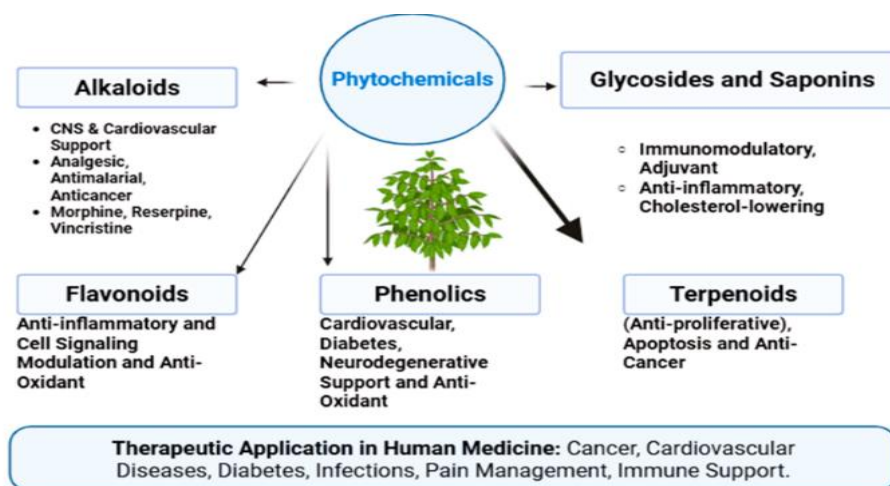 Phytochemicals
Alkaloids
• CNS & Cardiovascular
Support
• Analgesic,
Antimalarial,
Anticancer
• Morphine, Reserpine,
Vincristine
Glycosides and Saponins
○ Immunomodulatory,
Adjuvant
○ Anti-inflammatory,
Cholesterol-lowering
Flavonoids
Anti-inflammatory and
Cell Signaling
Modulation and Anti-
Oxidant
Phenolics
Cardiovascular,
Diabetes,
Neurodegenerative
Support and Anti-
Oxidant
Terpenoids
(Anti-proliferative),
Apoptosis and Anti-
Cancer
Therapeutic Application in Human Medicine: Cancer, Cardiovascular
Diseases, Diabetes, Infections, Pain Management, Immune Support.